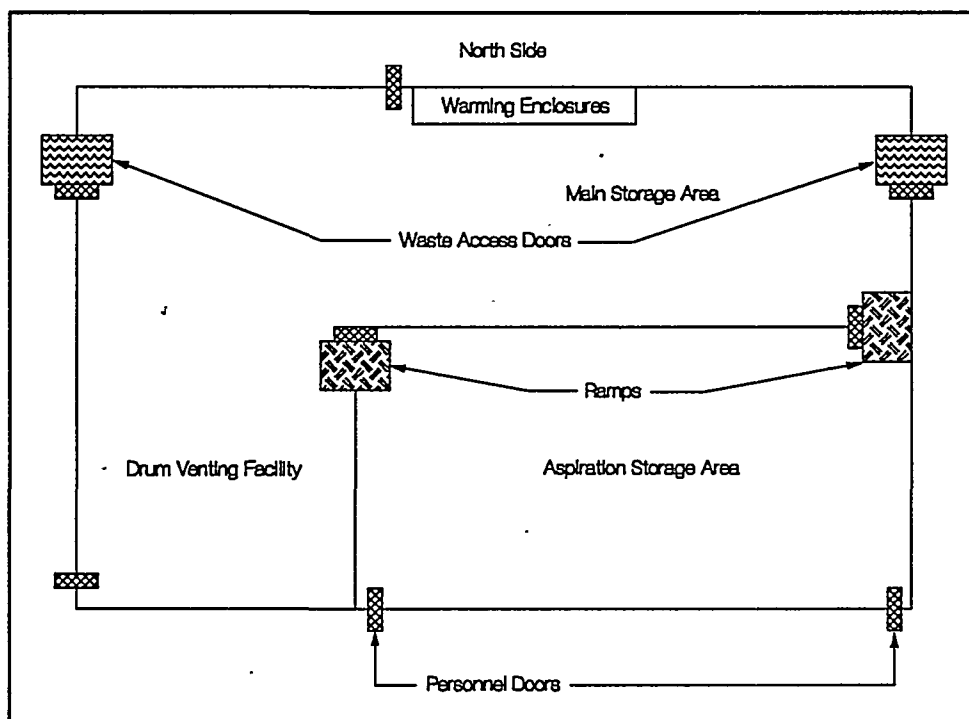 North Side
Warming Enclosures
Main Storage Area
Waste Access Doors
Ramps
Drum Venting Facility
Aspiration Storage Area
Personnel Doors